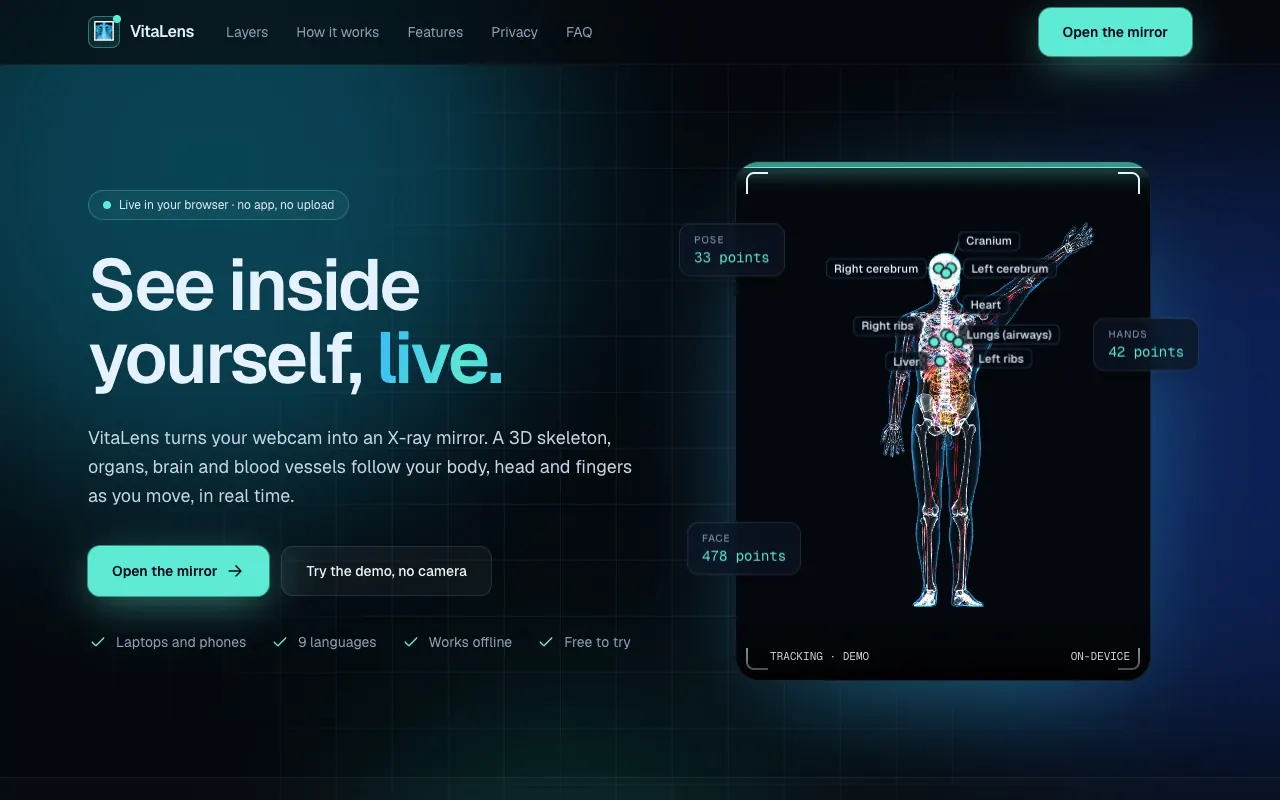 VitaLens
Layers
How it works
Features
Privacy
FAQ
Open the mirror
Live in your browser · no app, no upload
See inside
yourself, live.
VitaLens turns your webcam into an X-ray mirror. A 3D skeleton,
organs, brain and blood vessels follow your body, head and fingers
as you move, in real time.
Open the mirror →
Try the demo, no camera
Laptops and phones
9 languages
Works offline
Free to try
POSE
33 points
Cranium
Right cerebrum
Left cerebrum
Heart
Right ribs
Lungs (airways)
Liver
Left ribs
HANDS
42 points
FACE
478 points
TRACKING · DEMO
ON-DEVICE